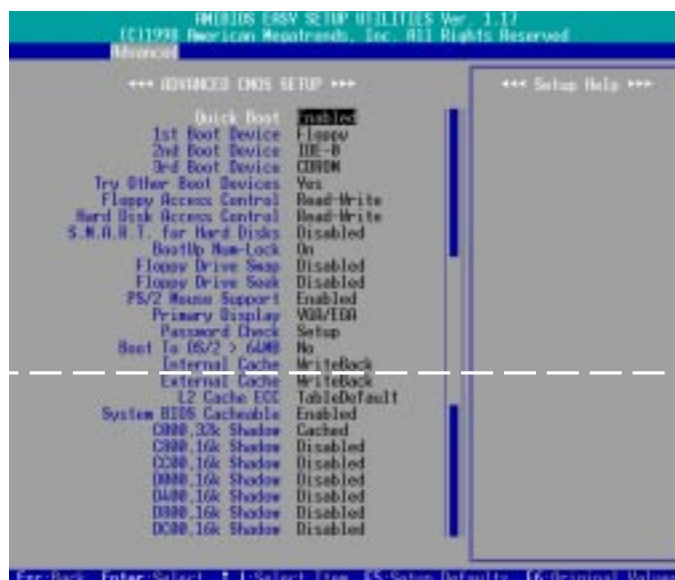 AMIBIOS EASY SETUP UTILITIES Ver. 1.17
(C)1998 American Megatrends, Inc. All Rights Reserved
Advanced
*** ADVANCED CMOS SETUP ***
*** Setup Help ***
Quick Boot Enabled
1st Boot Device Floppy
2nd Boot Device IDE-0
3rd Boot Device CDROM
Try Other Boot Devices Yes
Floppy Access Control Read-Write
Hard Disk Access Control Read-Write
S.M.A.R.T. for Hard Disks Disabled
BootUp Num-Lock On
Floppy Drive Swap Disabled
Floppy Drive Seek Disabled
PS/2 Mouse Support Enabled
Primary Display VGA/EGA
Password Check Setup
Boot To OS/2 > 64MB No
Internal Cache WriteBack
External Cache WriteBack
L2 Cache ECC TableDefault
System BIOS Cacheable Enabled
C000,32k Shadow Cached
C800,16k Shadow Disabled
CC00,16k Shadow Disabled
D000,16k Shadow Disabled
D400,16k Shadow Disabled
D800,16k Shadow Disabled
DC00,16k Shadow Disabled
Esc:Back Enter:Select :Select Item F5:Setup Defaults F6:Original Values